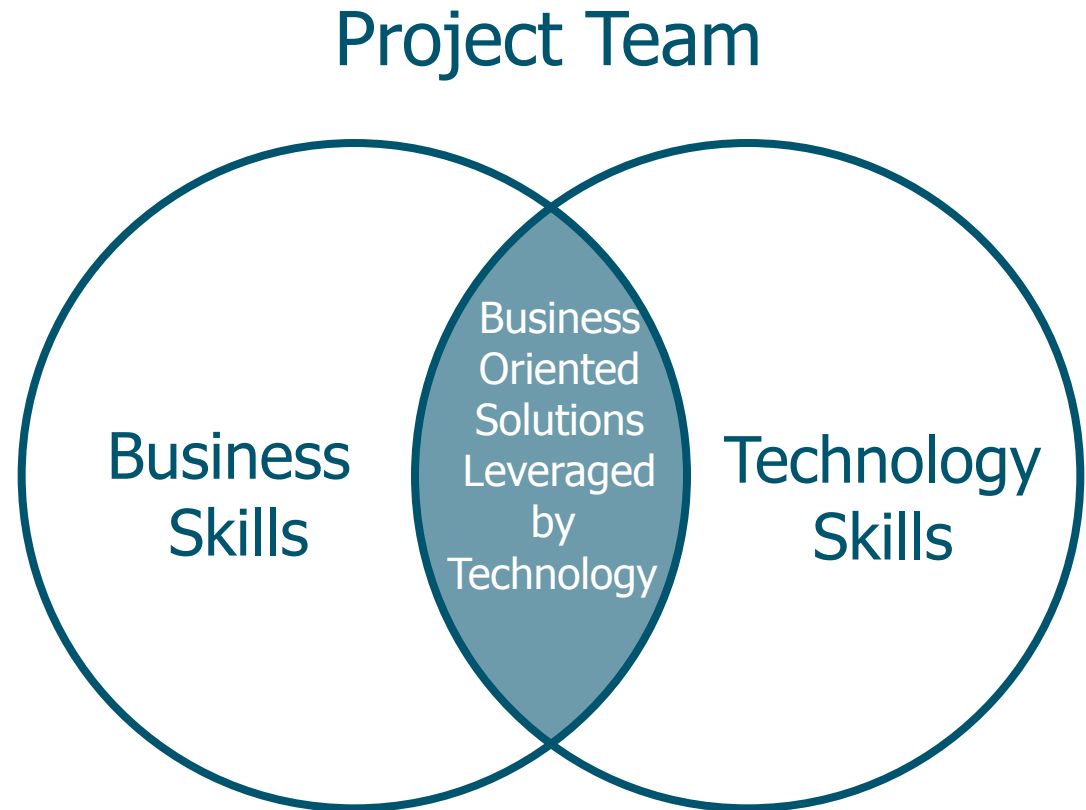 Project Team
Business
Skills
Business
Oriented
Solutions
Leveraged
by
Technology
Technology
Skills